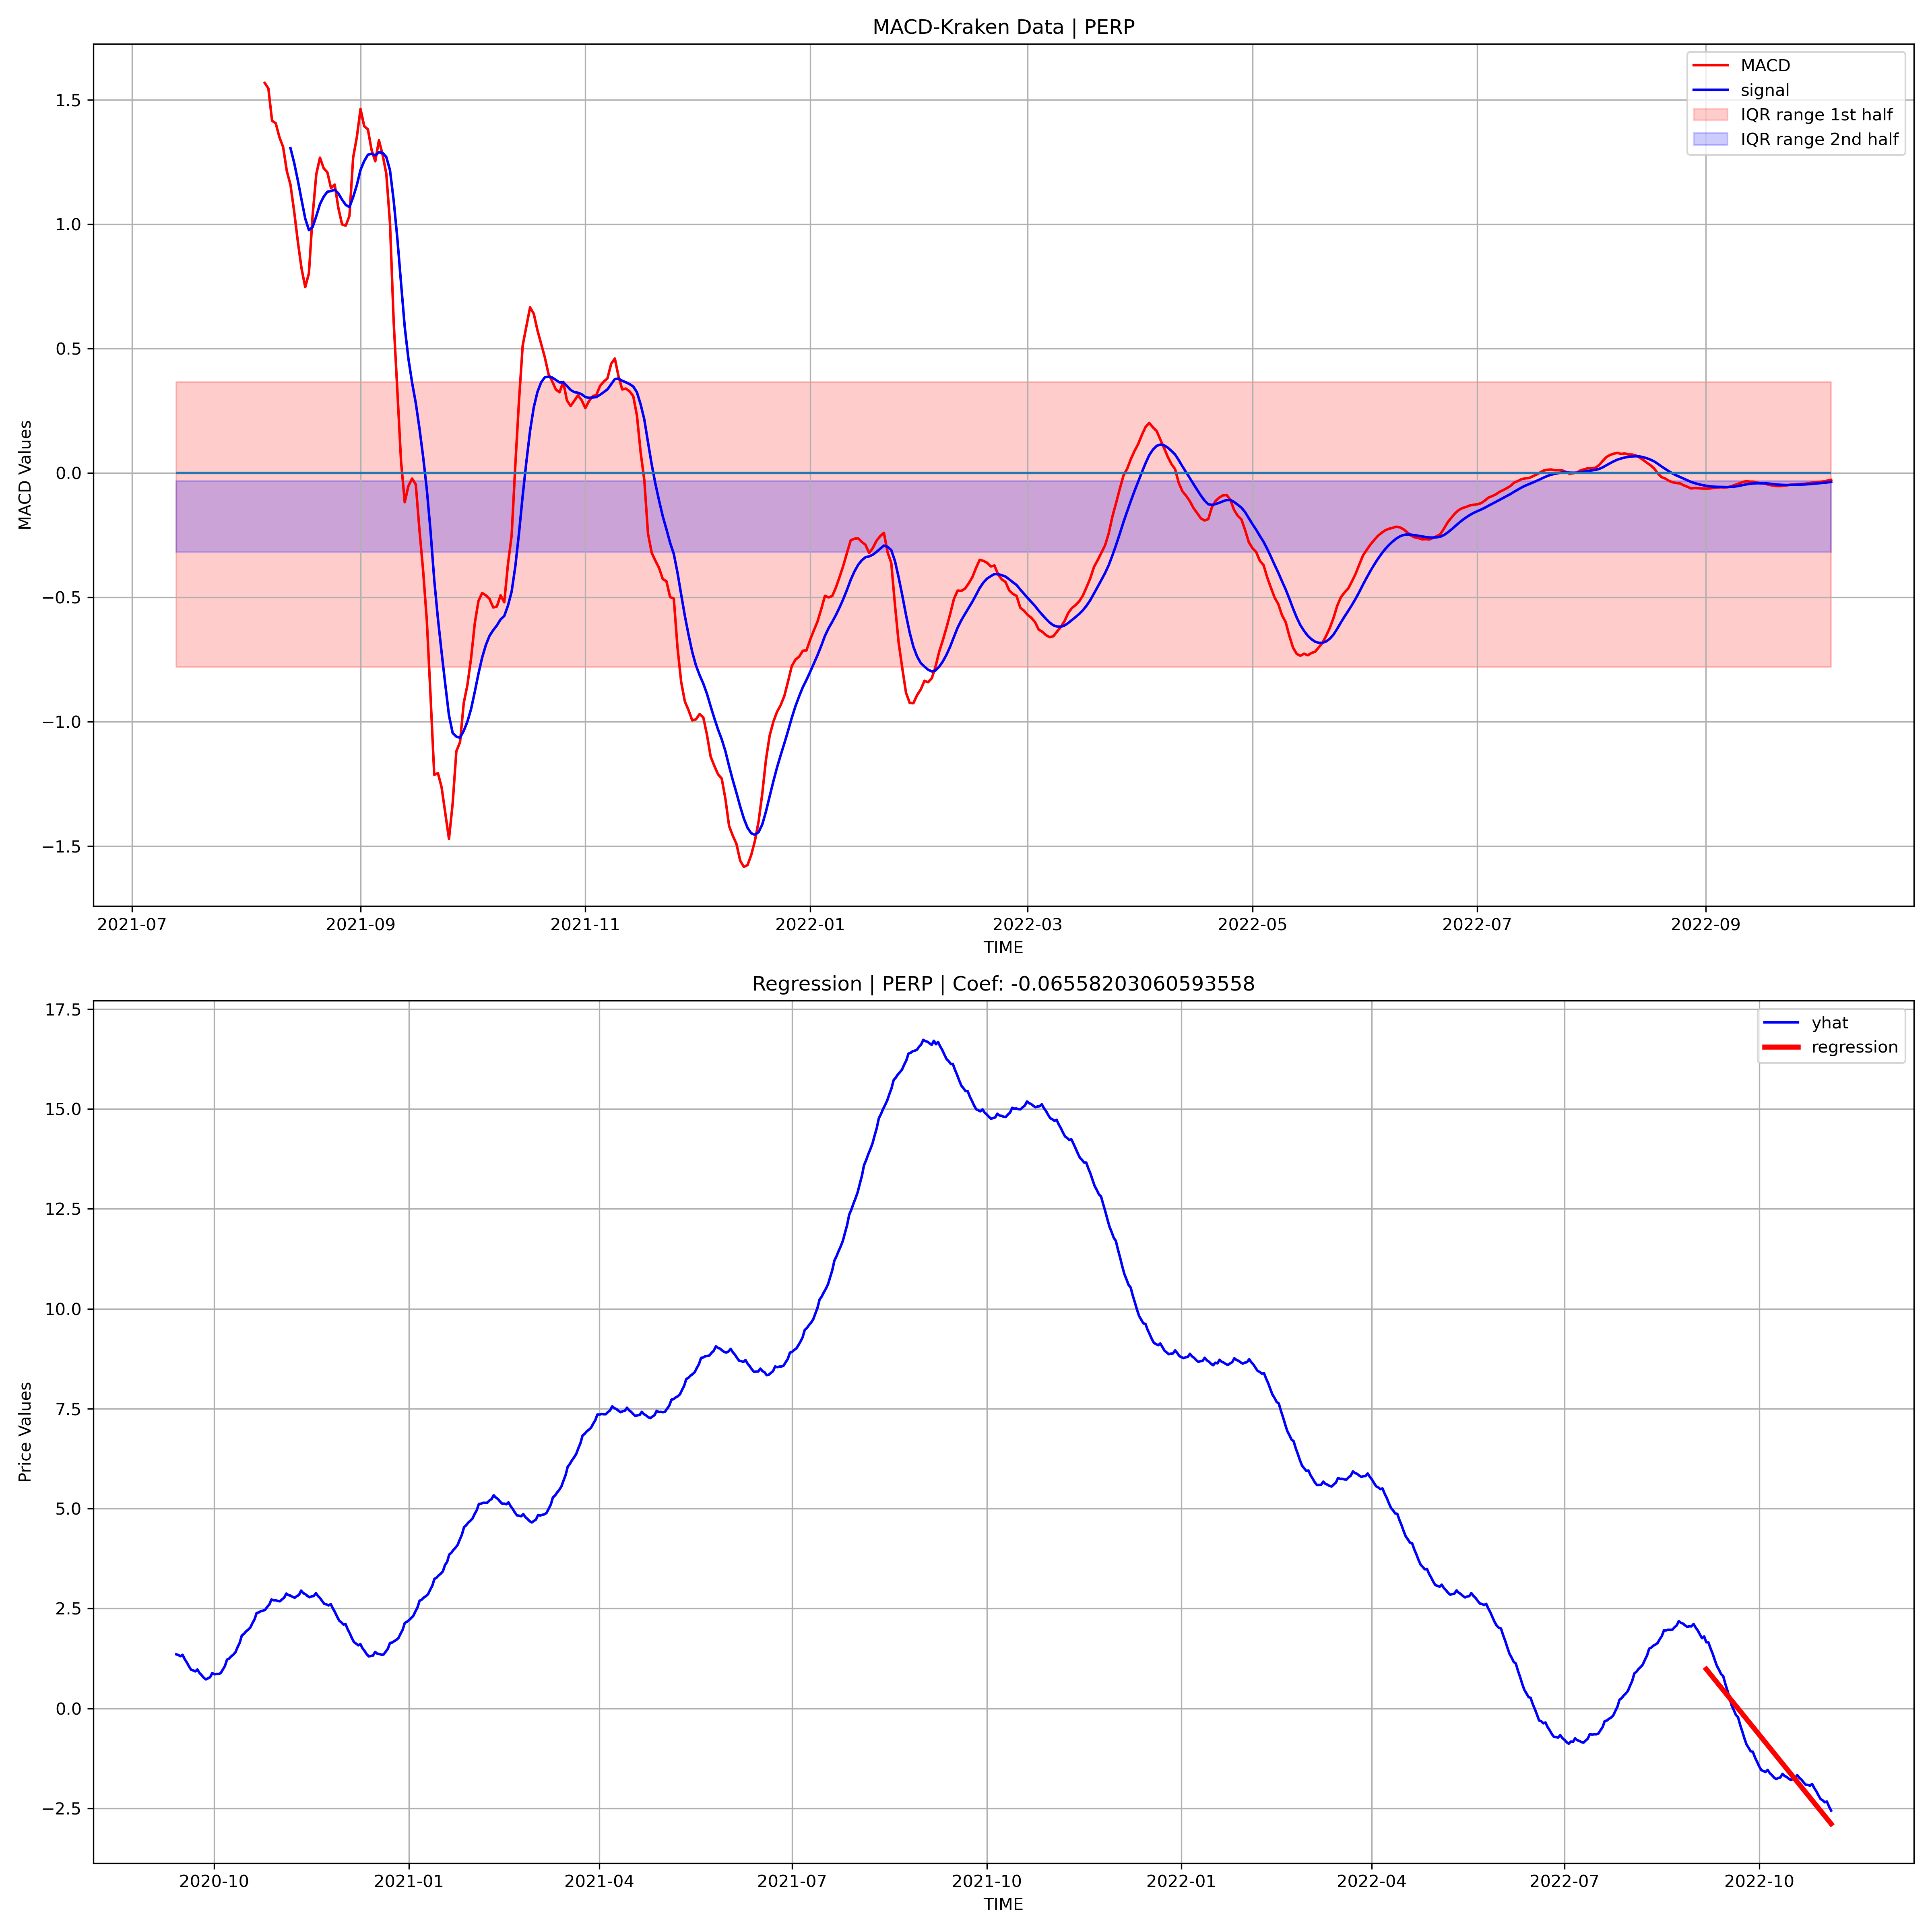 MACD-Kraken Data | PERP
MACD
signal
IQR range 1st half
IQR range 2nd half
MACD Values
1.5
1.0
0.5
0.0
−0.5
−1.0
−1.5
2021-07 2021-09 2021-11 2022-01 2022-03 2022-05 2022-07 2022-09
TIME
Regression | PERP | Coef: -0.06558203060593558
yhat
regression
Price Values
17.5
15.0
12.5
10.0
7.5
5.0
2.5
0.0
−2.5
2020-10 2021-01 2021-04 2021-07 2021-10 2022-01 2022-04 2022-07 2022-10
TIME